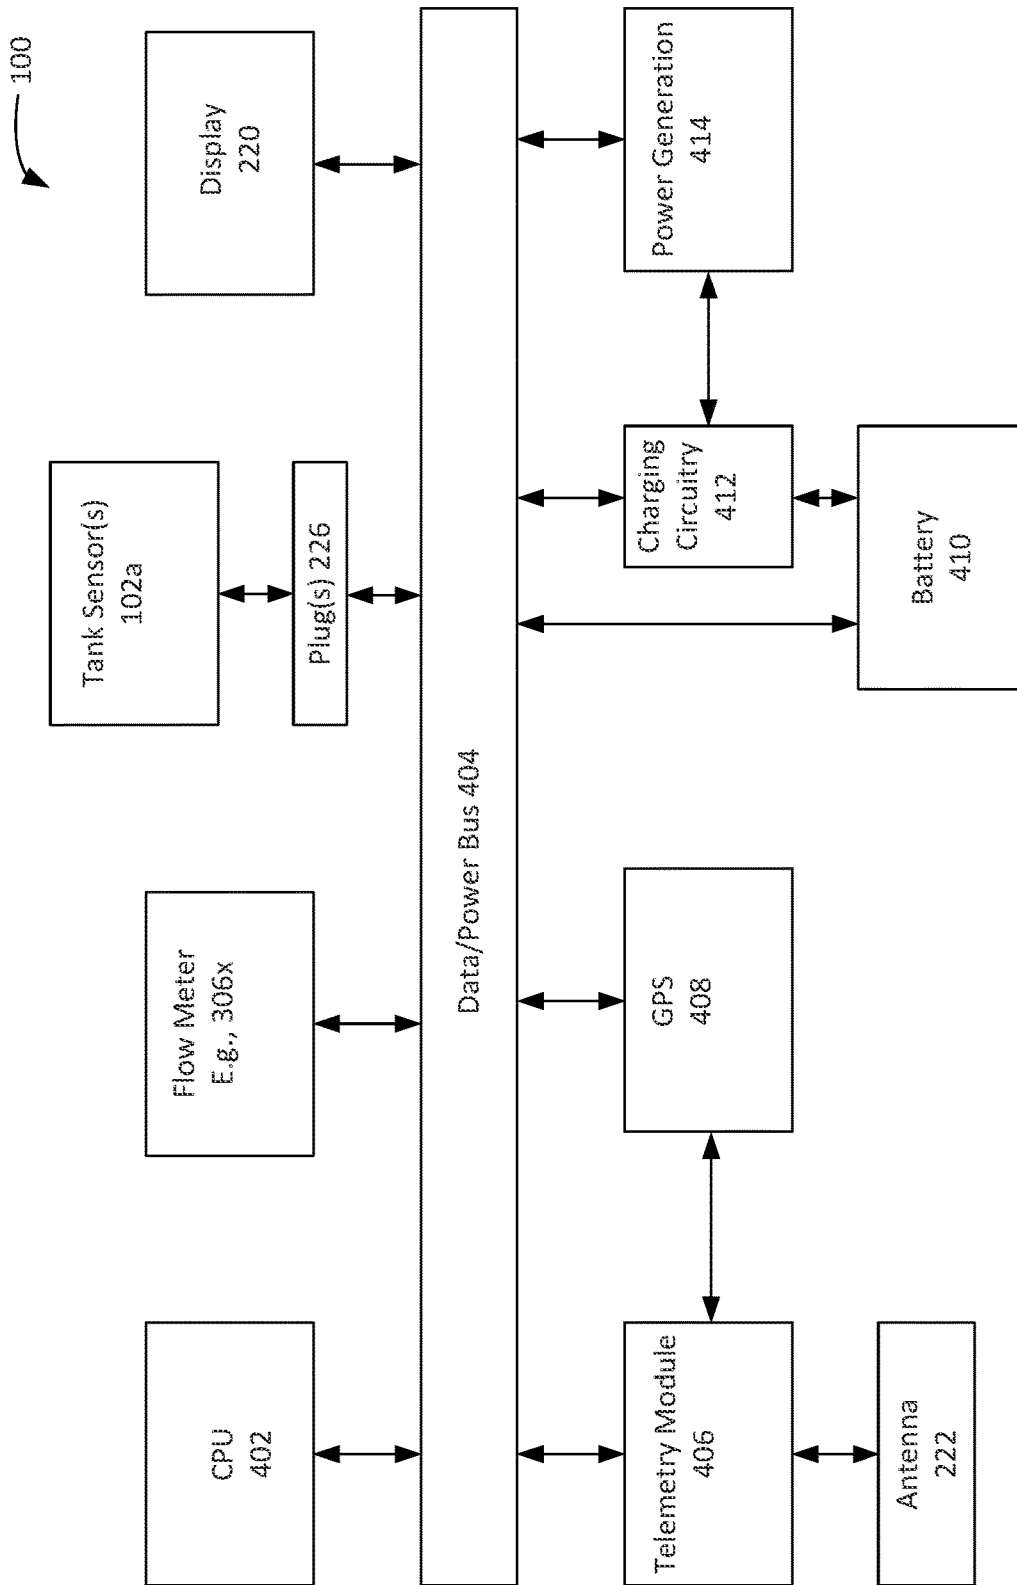 100
CPU
402
Flow Meter
E.g., 306x
Tank Sensor(s)
102a
Plug(s) 226
Display
220
Data/Power Bus 404
Telemetry Module
406
GPS
408
Charging
Circuitry
412
Power Generation
414
Antenna
222
Battery
410